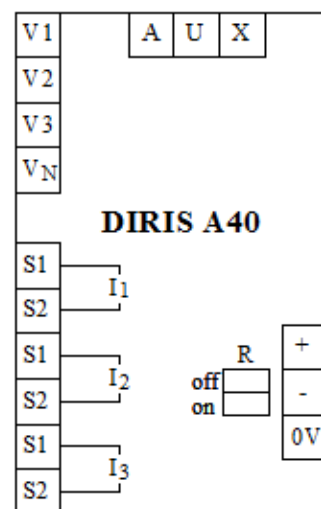 V1 A U X
V2
V3
VN
DIRIS A40
S1
I1
S2
S1
I2
S2
S1
I3
S2
R
off
on
+
-
0V